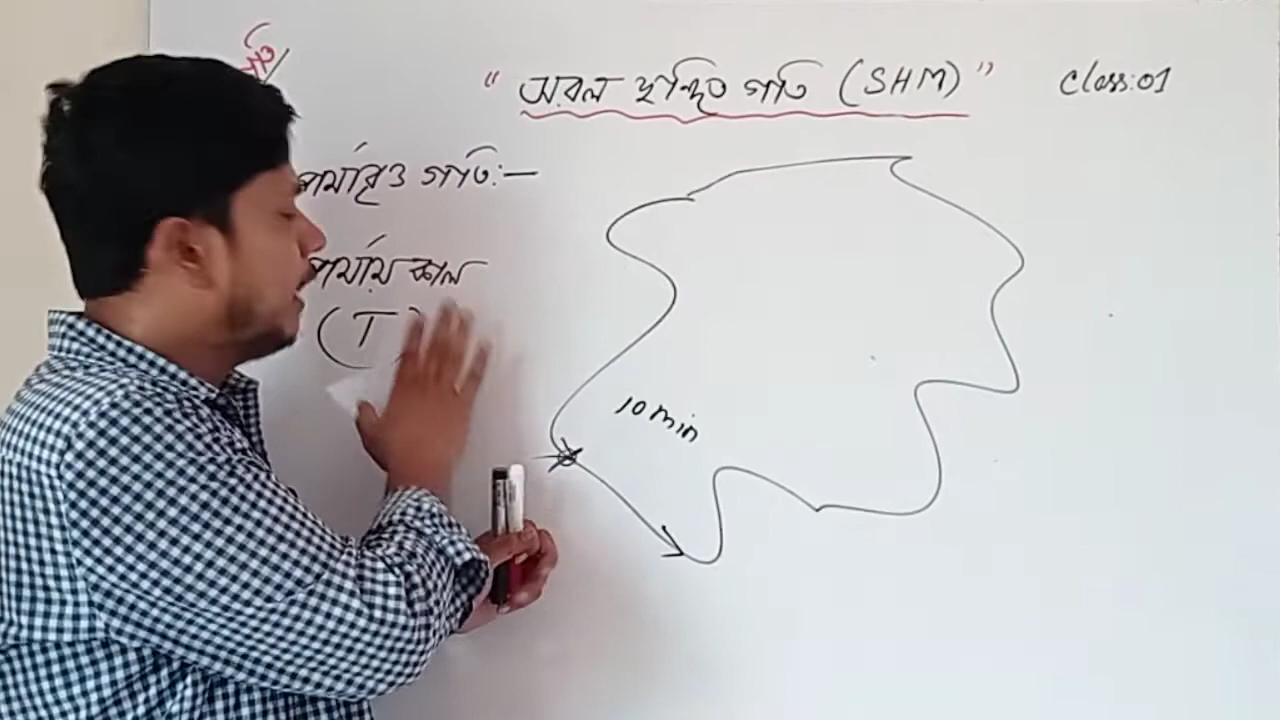 " সরল ছন্দিত গতি (SHM) " Class:01
পর্যাবৃত্ত গতি:—
পর্যায় কাল
(T)
10 min